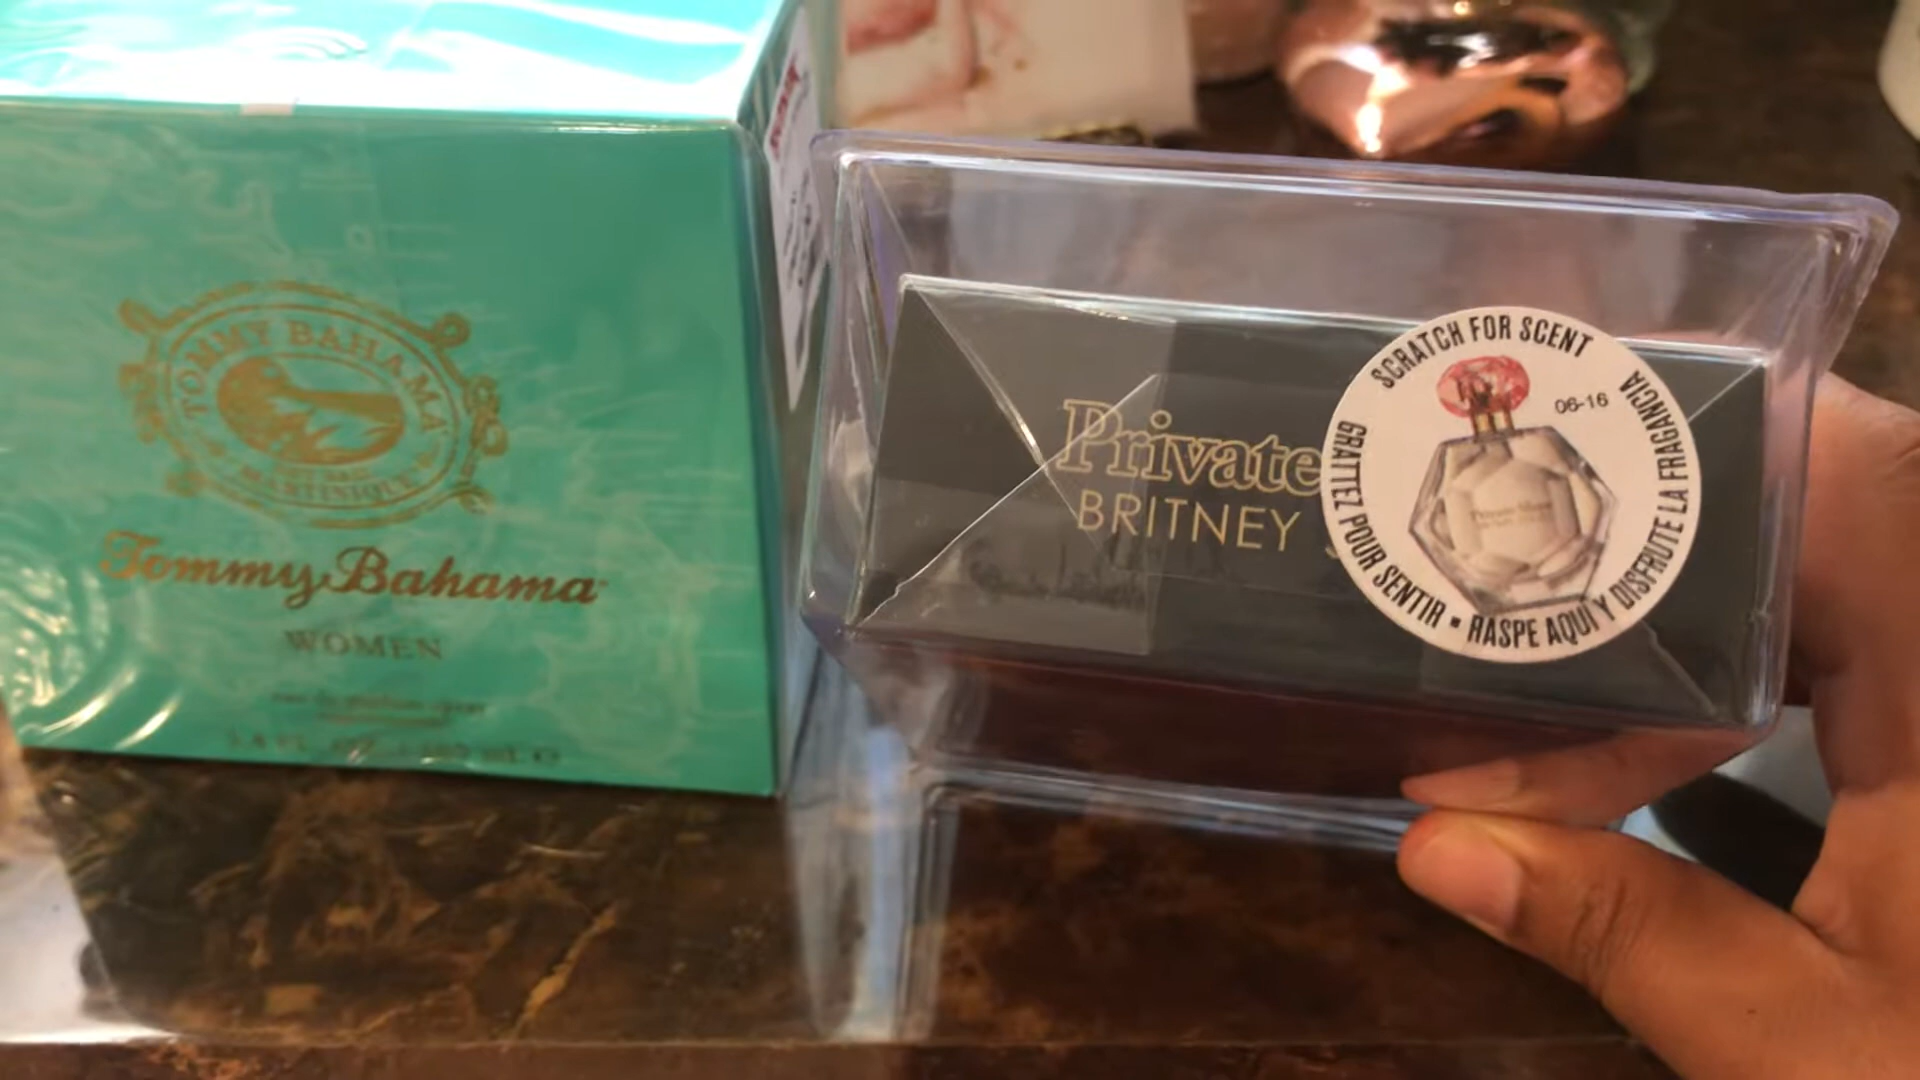 TOMMY BAHAMA
MARTINIQUE
Tommy Bahama
WOMEN
Private
BRITNEY
SCRATCH FOR SCENT
06-16
GRATTEZ POUR SENTIR • RASPE AQUÍ Y DISFRUTE LA FRAGANCIA